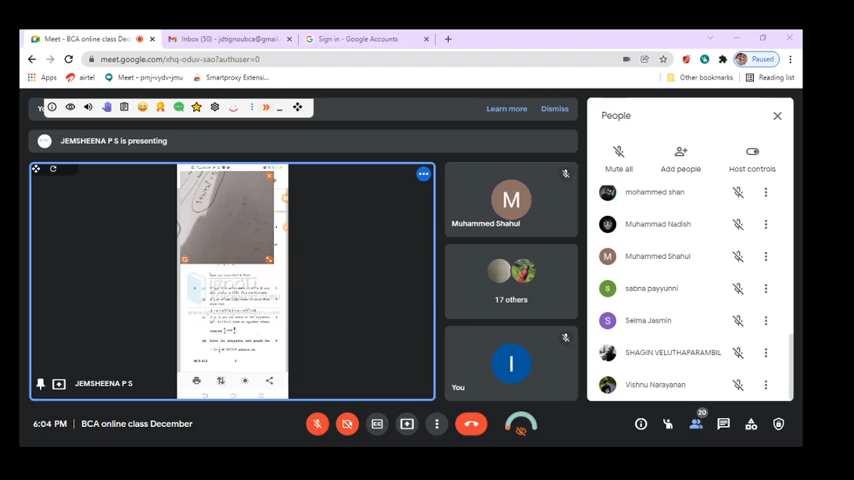 Meet - BCA online class Dec
Inbox (50) - jdtignoubca@gmai
Sign in - Google Accounts
meet.google.com/xhq-oduv-sao?authuser=0
Paused
Apps
airtel
Meet - pmj-vydv-jmu
Smartproxy Extensi...
Other bookmarks
Reading list
Learn more
Dismiss
People
JEMSHEENA P S is presenting
Mute all
Add people
Host controls
mohammed shan
Muhammad Nadish
M
Muhammed Shahul
M
Muhammed Shahul
17 others
S
sabna payyunni
S
Selma Jasmin
SHAGIN VELUTHAPARAMBIL
Vishnu Narayanan
I
You
JEMSHEENA P S
6:04 PM
BCA online class December
20